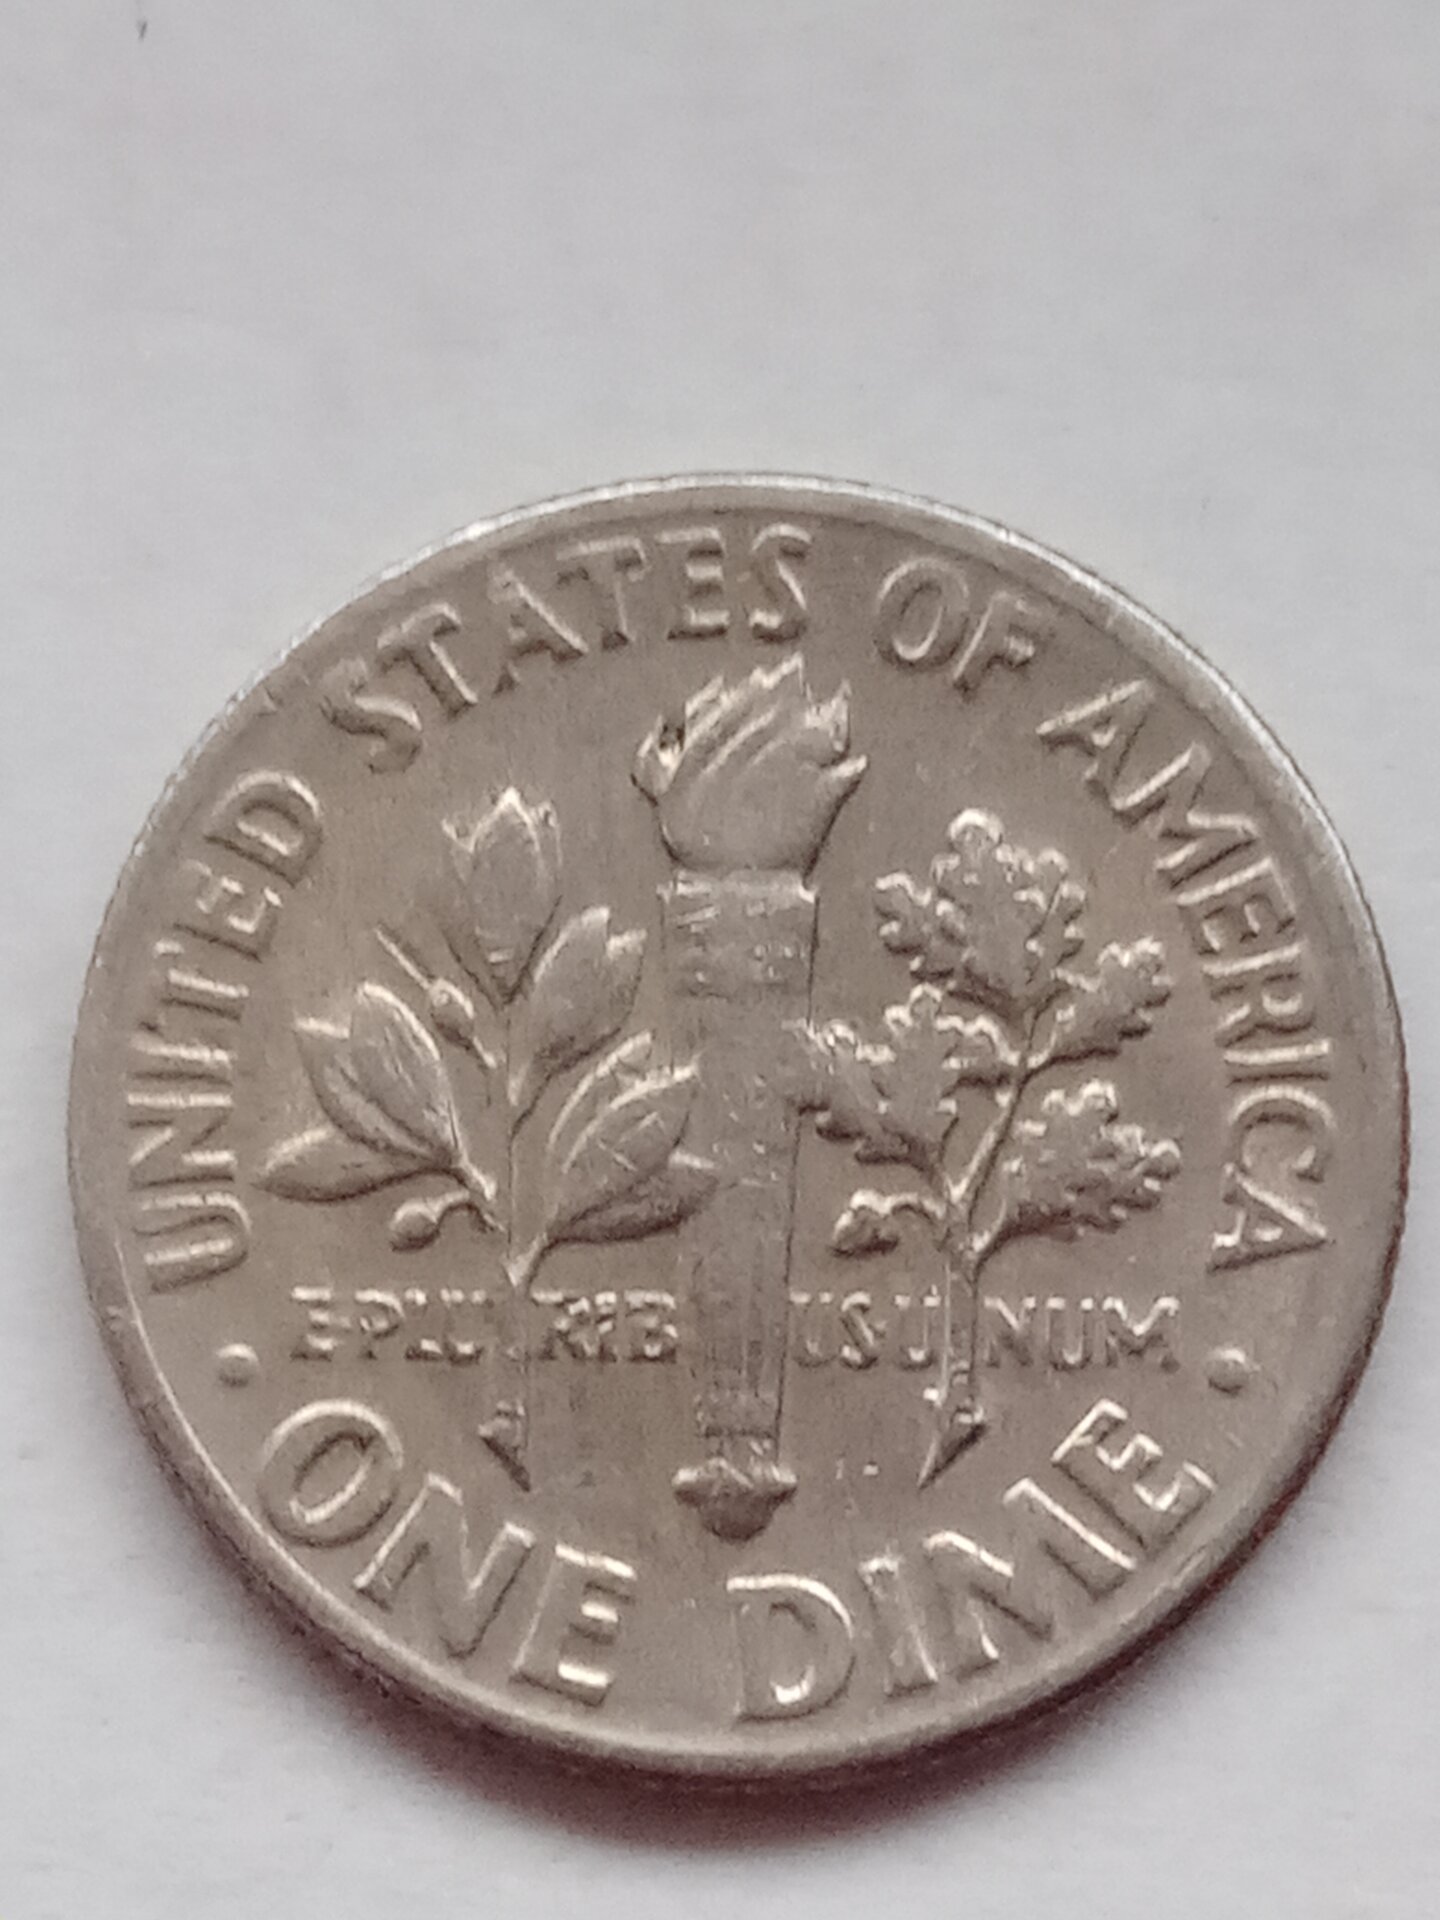 UNITED STATES OF AMERICA
E·PLURIBUS·UNUM
· ONE DIME ·